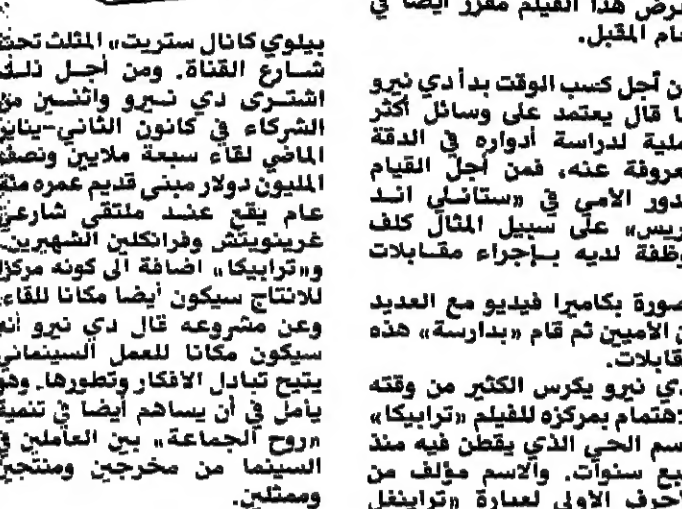 عرض هذا الفيلم مقرر ايضا في
العام المقبل.
من أجل كسب الوقت بدأ دي نيرو
ما قال يعتمد على وسائل أكثر
عملية لدراسة أدواره في الدقة
المعروفة عنه، فمن أجل القيام
بدور الأمي في «ستانلي اند
ايريس» على سبيل المثال كلف
موظفة لديه بإجراء مقابلات
مصورة بكاميرا فيديو مع العديد
من الأميين ثم قام «بدارسة» هذه
المقابلات.
دي نيرو يكرس الكثير من وقته
للاهتمام بمركزه للفيلم «ترابيكا»
اسم الحي الذي يقطن فيه منذ
سبع سنوات. والاسم مؤلف من
الاحرف الاولى لعبارة «ترايبنغل
بيلوي كانال ستريت» المثلث تحت
شارع القناة. ومن أجل ذلك
اشترى دي نيرو واثنين من
الشركاء في كانون الثاني-يناير
الماضي لقاء سبعة ملايين ونصف
المليون دولار مبنى قديم عمره مئة
عام يقع عند ملتقى شارعي
غرينويتش وفرانكلين الشهيرين.
و«ترابيكا» اضافة الى كونه مركزا
للانتاج سيكون أيضا مكانا للقاء.
وعن مشروعه قال دي نيرو أنه
سيكون مكانا للعمل السينمائي
يتيح تبادل الافكار وتطورها. وهو
يأمل في أن يساهم أيضا في تنمية
«روح الجماعة» بين العاملين في
السينما من مخرجين ومنتجين
وممثلين.